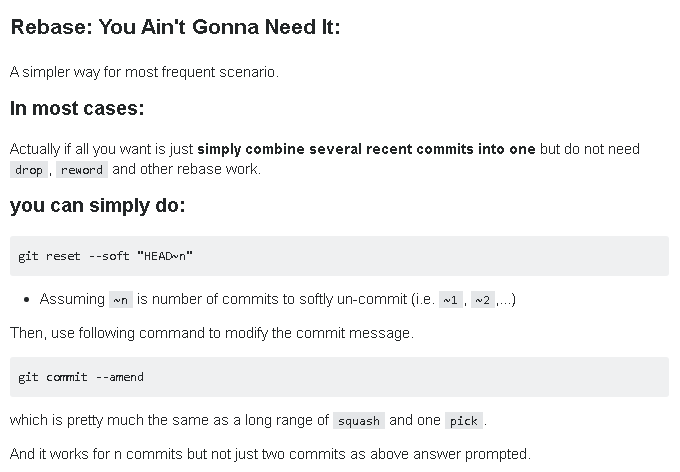 Rebase: You Ain't Gonna Need It:
A simpler way for most frequent scenario.
In most cases:
Actually if all you want is just simply combine several recent commits into one but do not need
drop , reword and other rebase work.
you can simply do:
git reset --soft "HEAD~n"
• Assuming ~n is number of commits to softly un-commit (i.e. ~1 , ~2 ,...)
Then, use following command to modify the commit message.
git commit --amend
which is pretty much the same as a long range of squash and one pick .
And it works for n commits but not just two commits as above answer prompted.